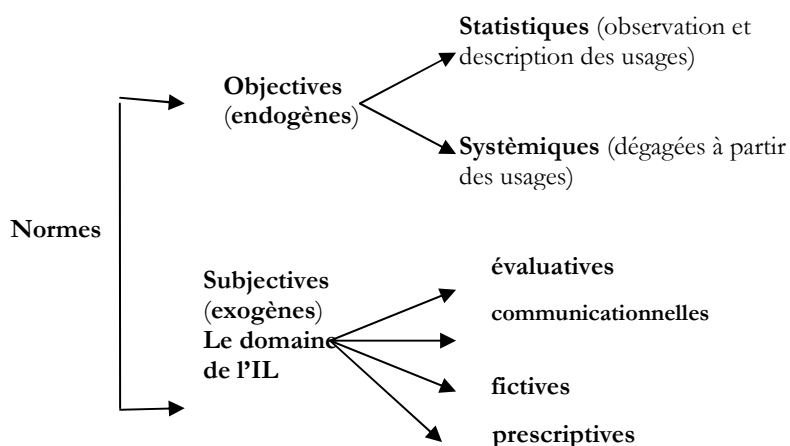 Statistiques (observation et
description des usages)
Objectives
(endogènes)
Systèmiques (dégagées à partir
des usages)
Normes
Subjectives
(exogènes)
Le domaine
de l'IL
évaluatives
communicationnelles
fictives
prescriptives